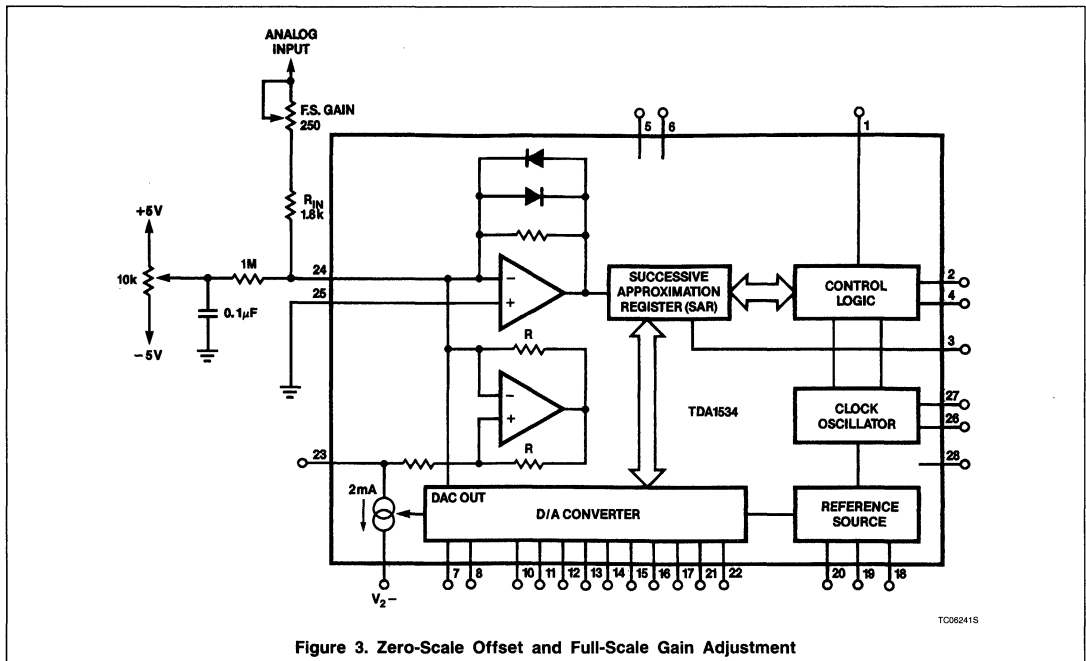 ANALOG
INPUT
F.S. GAIN
250
R_IN
1.8k
+5V
10k
1M
0.1μF
−5V
24
25
23
2mA
V2−
5
6
1
−
+
R
−
+
R
SUCCESSIVE
APPROXIMATION
REGISTER (SAR)
CONTROL
LOGIC
2
4
3
TDA1534
CLOCK
OSCILLATOR
27
26
28
DAC OUT
D/A CONVERTER
REFERENCE
SOURCE
7
8
10
11
12
13
14
15
16
17
21
22
20
19
18
TC06241S
Figure 3. Zero-Scale Offset and Full-Scale Gain Adjustment